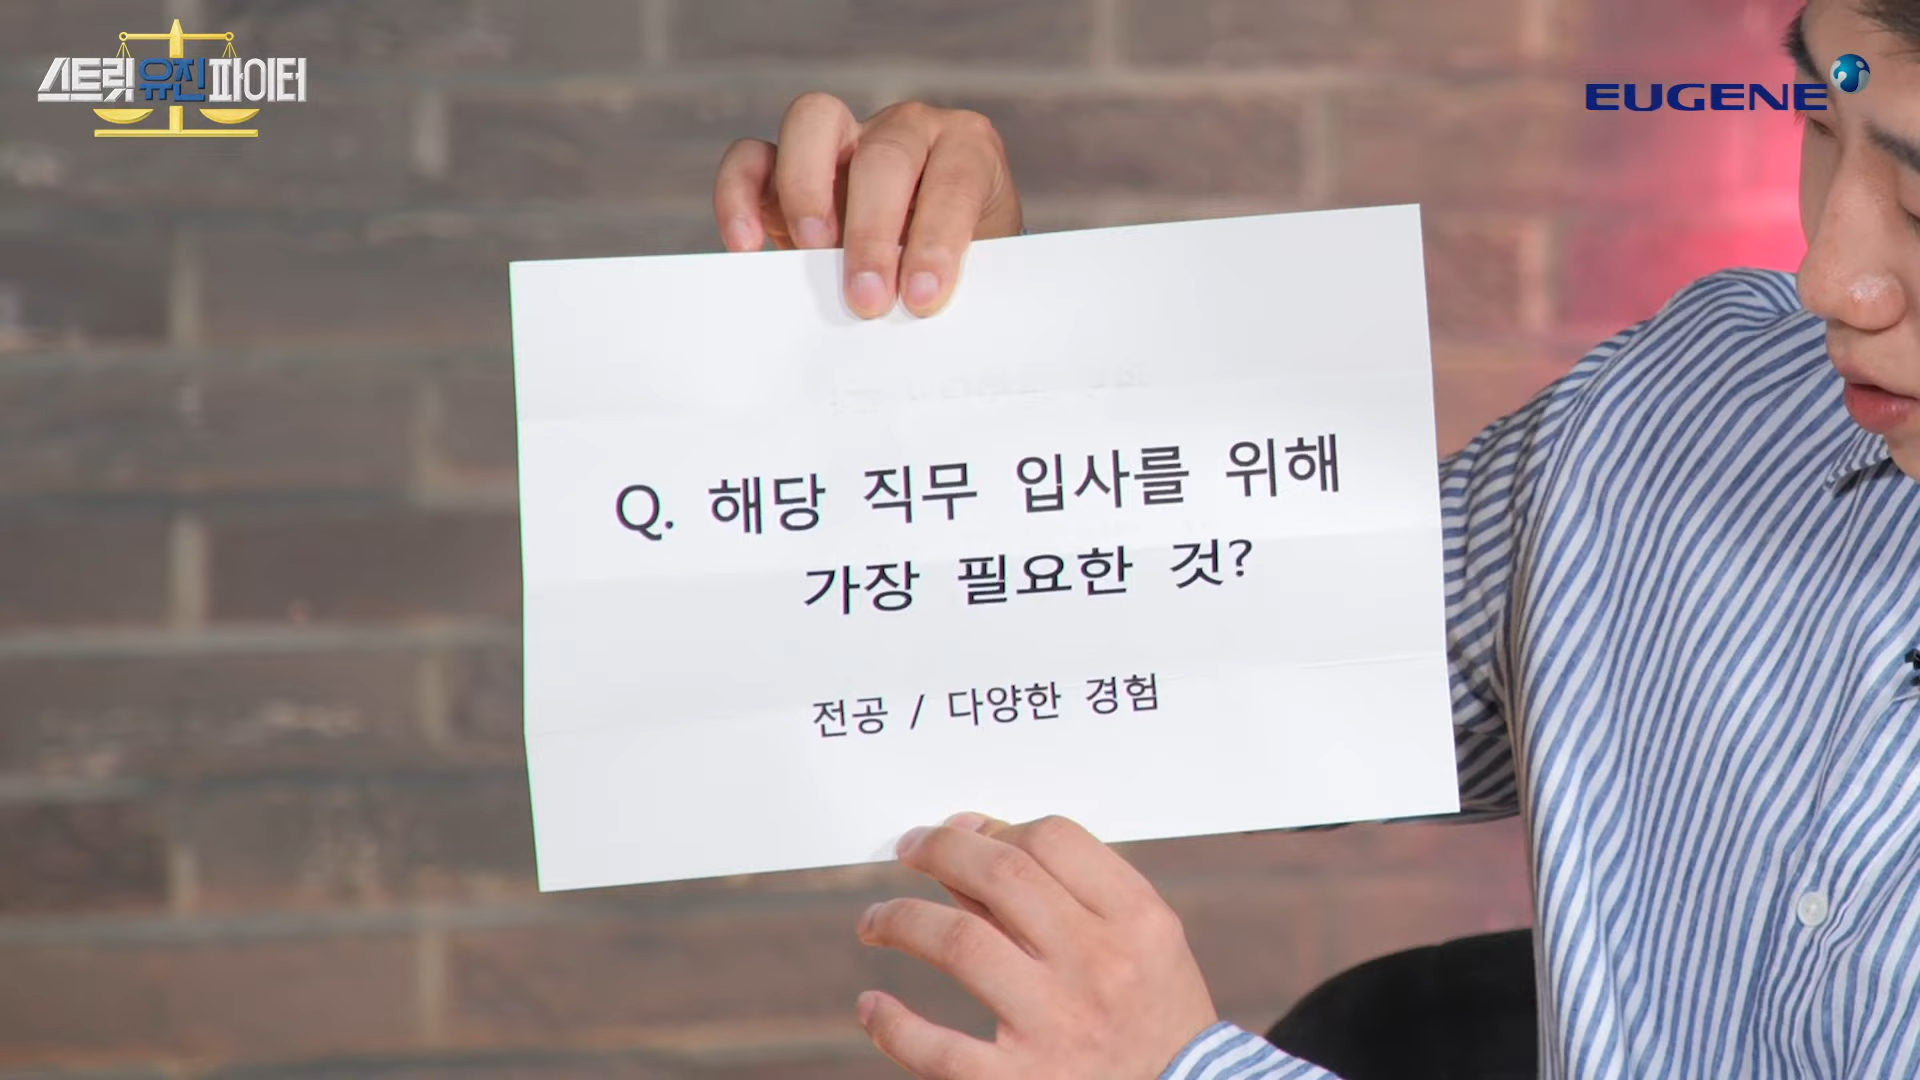 스트릿 유진 파이터
EUGENE
Q. 해당 직무 입사를 위해
가장 필요한 것?
전공 / 다양한 경험